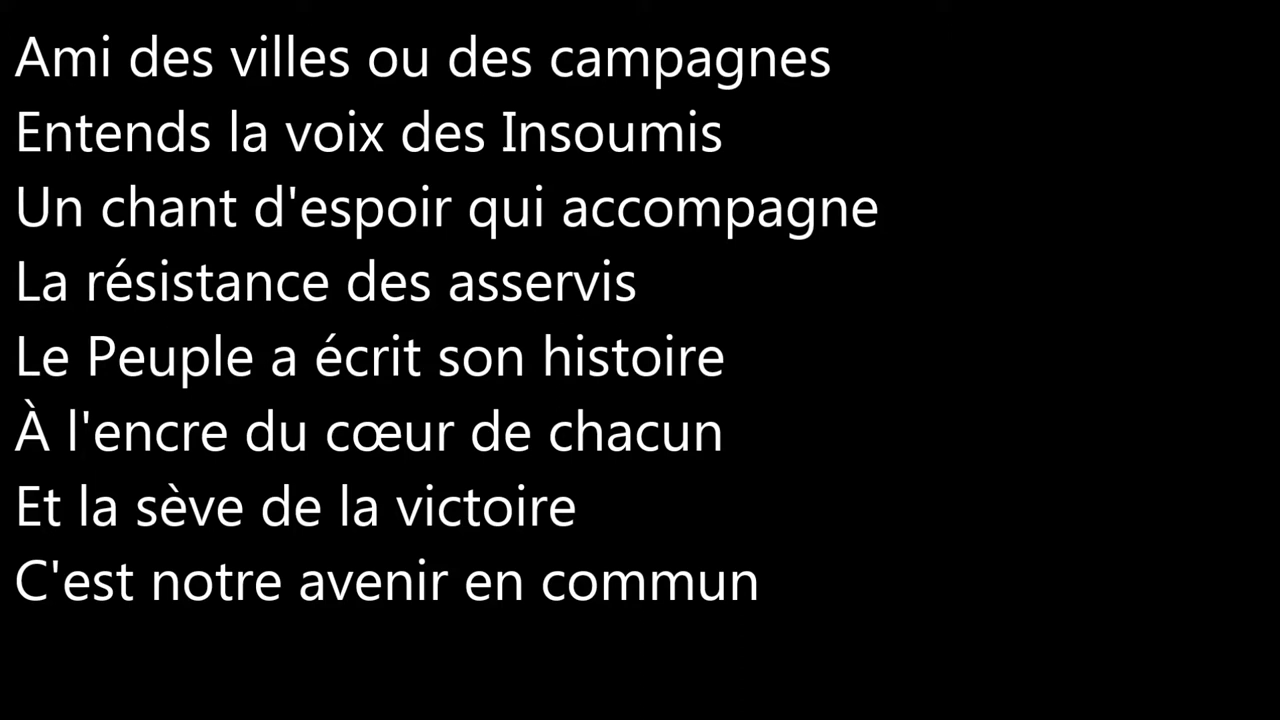 Ami des villes ou des campagnes
Entends la voix des Insoumis
Un chant d'espoir qui accompagne
La résistance des asservis
Le Peuple a écrit son histoire
À l'encre du cœur de chacun
Et la sève de la victoire
C'est notre avenir en commun